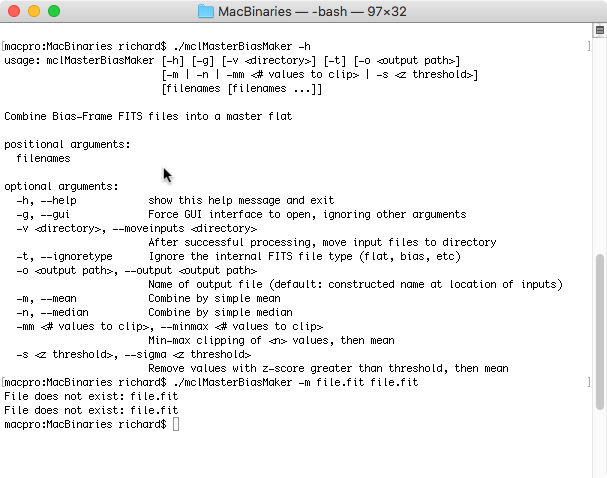 MacBinaries — -bash — 97×32
[macpro:MacBinaries richard$ ./mclMasterBiasMaker -h ]
usage: mclMasterBiasMaker [-h] [-g] [-v <directory>] [-t] [-o <output path>]
[-m | -n | -mm <# values to clip> | -s <z threshold>]
[filenames [filenames ...]]
Combine Bias-Frame FITS files into a master flat
positional arguments:
filenames
optional arguments:
-h, --help show this help message and exit
-g, --gui Force GUI interface to open, ignoring other arguments
-v <directory>, --moveinputs <directory>
After successful processing, move input files to directory
-t, --ignoretype Ignore the internal FITS file type (flat, bias, etc)
-o <output path>, --output <output path>
Name of output file (default: constructed name at location of inputs)
-m, --mean Combine by simple mean
-n, --median Combine by simple median
-mm <# values to clip>, --minmax <# values to clip>
Min-max clipping of <n> values, then mean
-s <z threshold>, --sigma <z threshold>
Remove values with z-score greater than threshold, then mean
[macpro:MacBinaries richard$ ./mclMasterBiasMaker -m file.fit file.fit ]
File does not exist: file.fit
File does not exist: file.fit
macpro:MacBinaries richard$